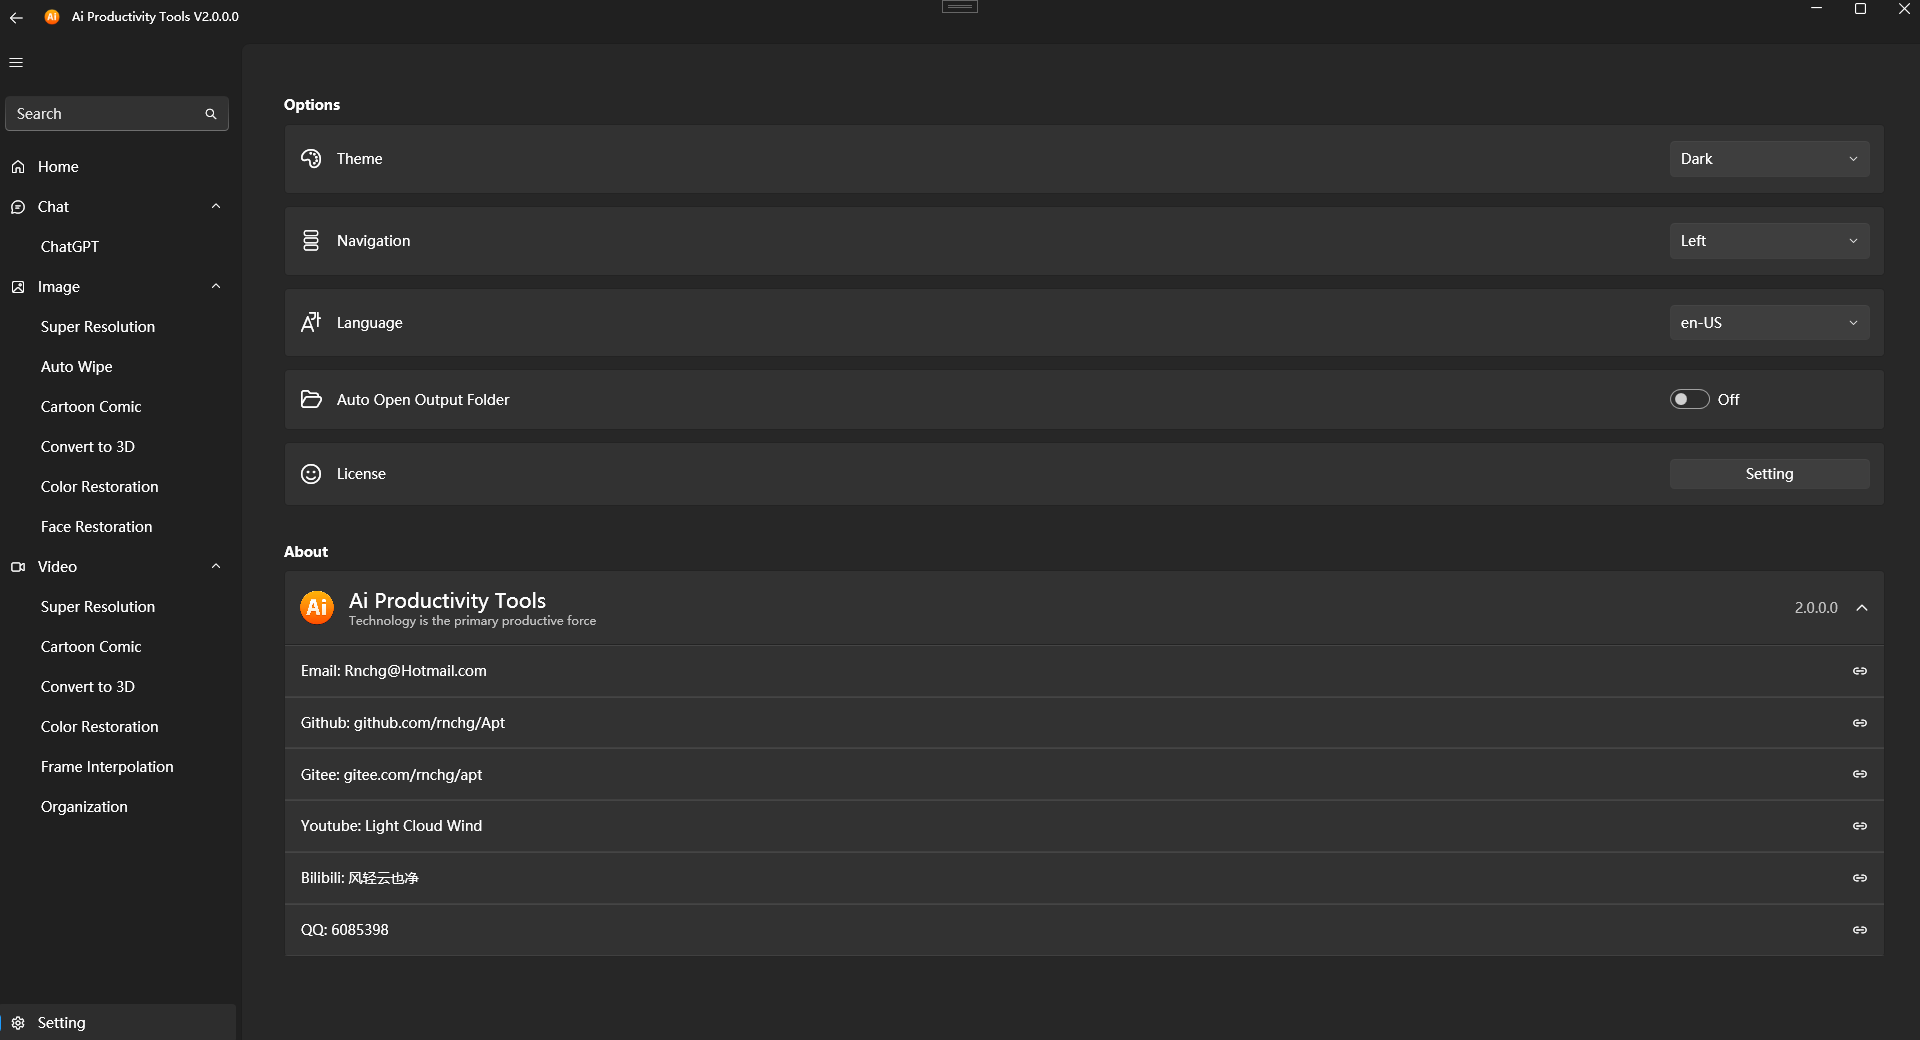 Ai Productivity Tools V2.0.0.0
Search
Home
Chat
ChatGPT
Image
Super Resolution
Auto Wipe
Cartoon Comic
Convert to 3D
Color Restoration
Face Restoration
Video
Super Resolution
Cartoon Comic
Convert to 3D
Color Restoration
Frame Interpolation
Organization
Setting
Options
Theme
Dark
Navigation
Left
Language
en-US
Auto Open Output Folder
Off
License
Setting
About
Ai
Ai Productivity Tools
Technology is the primary productive force
2.0.0.0
Email: Rnchg@Hotmail.com
Github: github.com/rnchg/Apt
Gitee: gitee.com/rnchg/apt
Youtube: Light Cloud Wind
Bilibili: 风轻云也净
QQ: 6085398